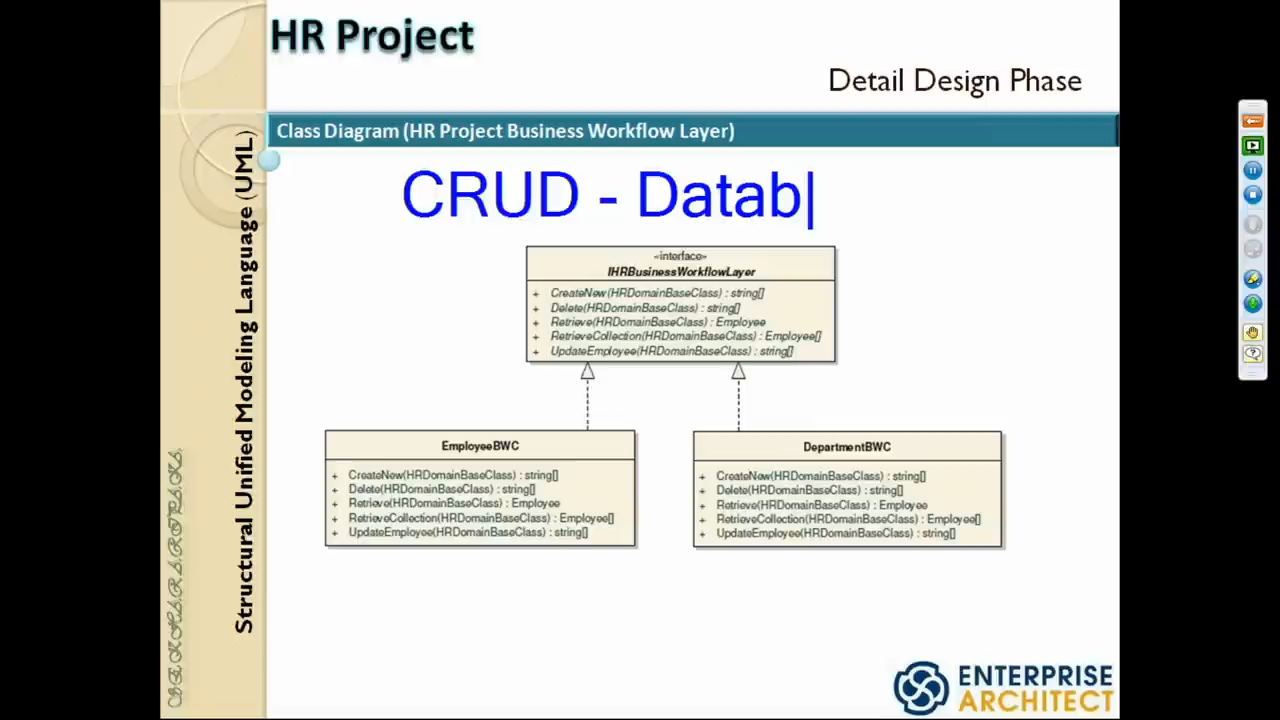 HR Project
Detail Design Phase
Class Diagram (HR Project Business Workflow Layer)
Structural Unified Modeling Language (UML)
CRUD - Datab
«interface»
IHRBusinessWorkflowLayer
+ CreateNew(HRDomainBaseClass) : string[]
+ Delete(HRDomainBaseClass) : string[]
+ Retrieve(HRDomainBaseClass) : Employee
+ RetrieveCollection(HRDomainBaseClass) : Employee[]
+ UpdateEmployee(HRDomainBaseClass) : string[]
EmployeeBWC
+ CreateNew(HRDomainBaseClass) : string[]
+ Delete(HRDomainBaseClass) : string[]
+ Retrieve(HRDomainBaseClass) : Employee
+ RetrieveCollection(HRDomainBaseClass) : Employee[]
+ UpdateEmployee(HRDomainBaseClass) : string[]
DepartmentBWC
+ CreateNew(HRDomainBaseClass) : string[]
+ Delete(HRDomainBaseClass) : string[]
+ Retrieve(HRDomainBaseClass) : Employee
+ RetrieveCollection(HRDomainBaseClass) : Employee[]
+ UpdateEmployee(HRDomainBaseClass) : string[]
ENTERPRISE
ARCHITECT